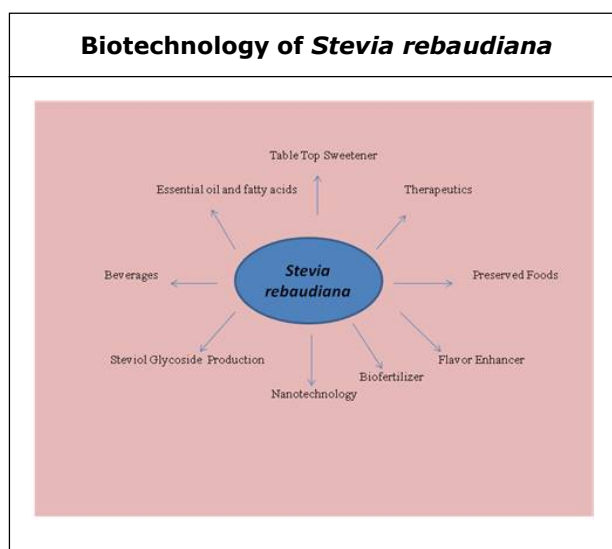 Biotechnology of Stevia rebaudiana
Table Top Sweetener
Essential oil and fatty acids
Therapeutics
Beverages
Stevia
rebaudiana
Preserved Foods
Steviol Glycoside Production
Flavor Enhancer
Biofertilizer
Nanotechnology